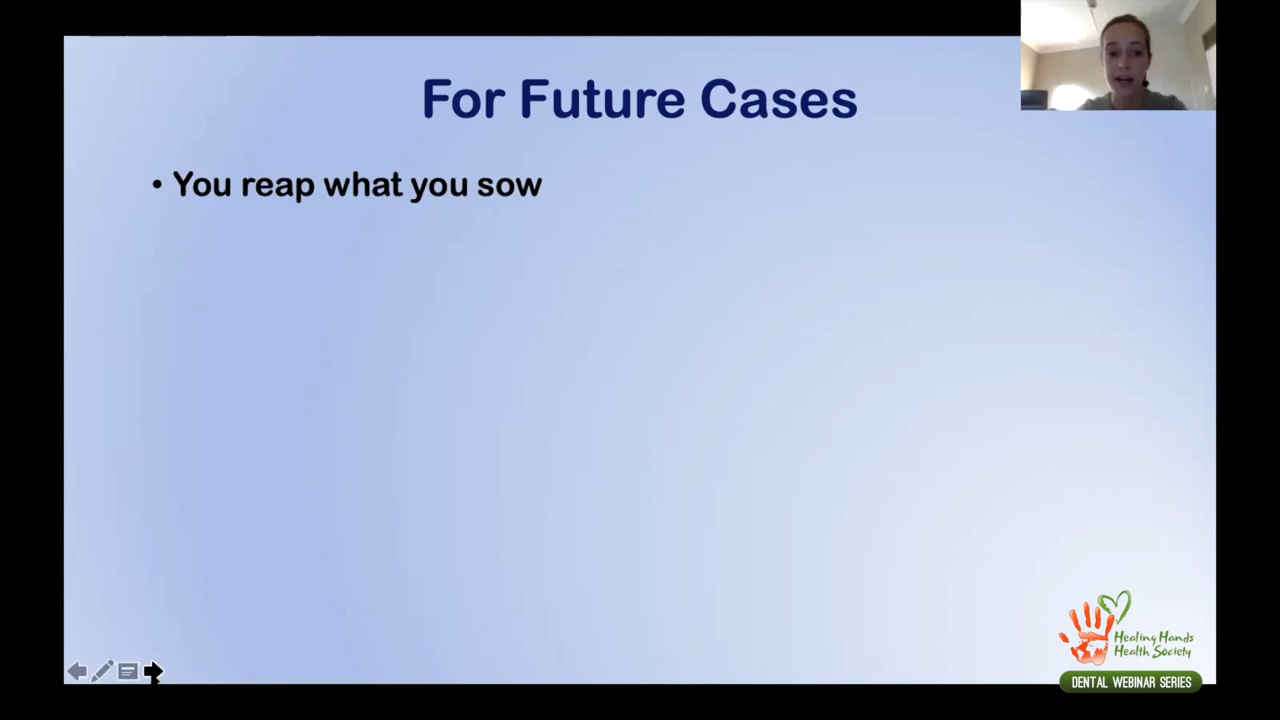 For Future Cases
• You reap what you sow
Healing Hands
Health Society
DENTAL WEBINAR SERIES